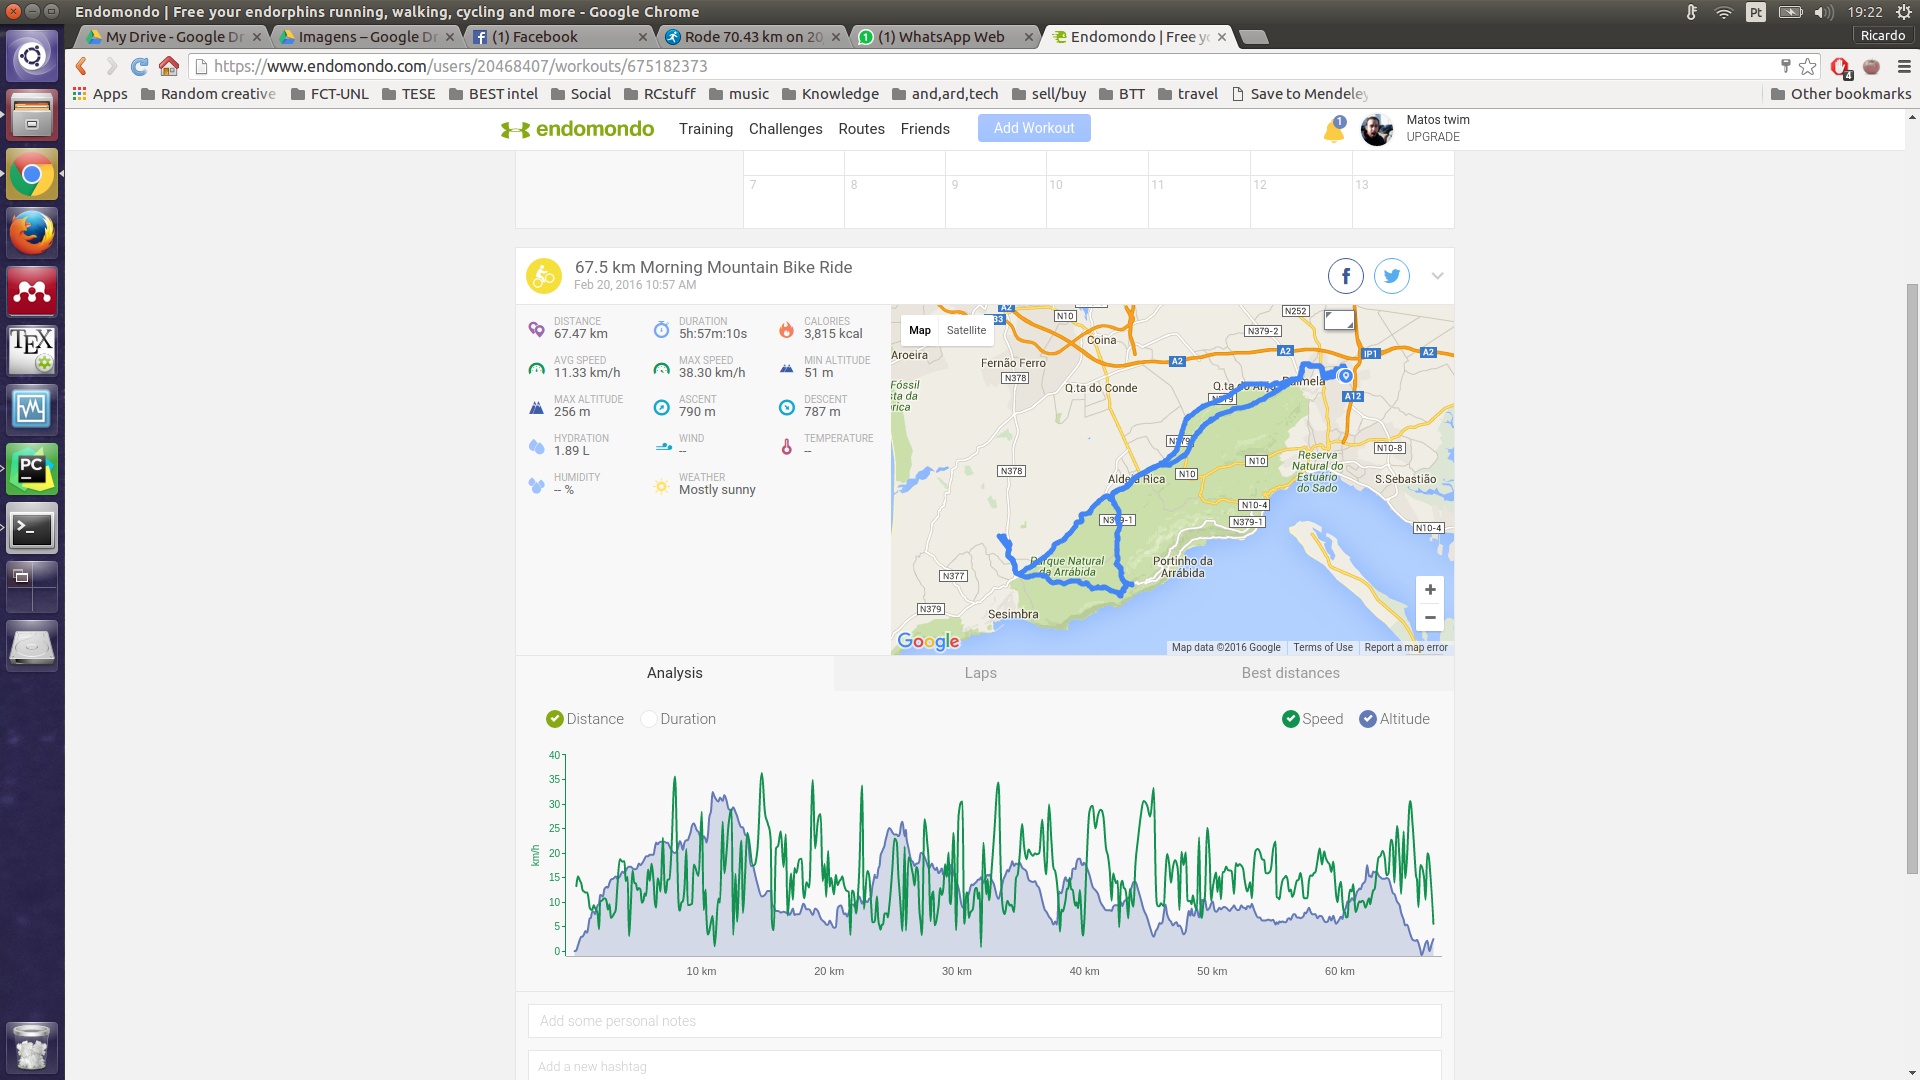 Endomondo | Free your endorphins running, walking, cycling and more - Google Chrome
Pt
19:22
My Drive - Google Dr
Imagens – Google Dr
(1) Facebook
Rode 70.43 km on 20
(1) WhatsApp Web
Endomondo | Free yo
Ricardo
https://www.endomondo.com/users/20468407/workouts/675182373
4
Apps
Random creative
FCT-UNL
TESE
BEST intel
Social
RCstuff
music
Knowledge
and,ard,tech
sell/buy
BTT
travel
Save to Mendeley
Other bookmarks
endomondo
Training
Challenges
Routes
Friends
Add Workout
1
Matos twim
UPGRADE
7
8
9
10
11
12
13
67.5 km Morning Mountain Bike Ride
Feb 20, 2016 10:57 AM
DISTANCE
67.47 km
DURATION
5h:57m:10s
CALORIES
3,815 kcal
AVG SPEED
11.33 km/h
MAX SPEED
38.30 km/h
MIN ALTITUDE
51 m
MAX ALTITUDE
256 m
ASCENT
790 m
DESCENT
787 m
HYDRATION
1.89 L
WIND
--
TEMPERATURE
--
HUMIDITY
-- %
WEATHER
Mostly sunny
Map
Satellite
A2
33
N10
N252
N379-2
Coina
Aroeira
Fernão Ferro
N378
A2
A2
IP1
A2
Fóssil
Q.ta do Conde
Palmela
A12
N379
N10
N10
N378
Aldeia Rica
N10-8
Reserva
Natural do
Estuário
do Sado
S.Sebastião
N10-4
N379-1
N379-1
N10-4
Parque Natural
da Arrábida
Portinho da
Arrábida
N377
N379
Sesimbra
+
−
Google
Map data ©2016 Google
Terms of Use
Report a map error
Analysis
Laps
Best distances
Distance
Duration
Speed
Altitude
km/h
40
35
30
25
20
15
10
5
0
10 km
20 km
30 km
40 km
50 km
60 km
Add some personal notes
Add a new hashtag
TEX
PC
>_